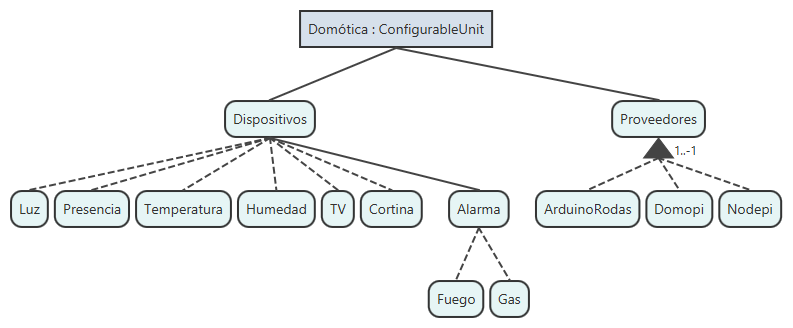 Domótica : ConfigurableUnit
Dispositivos
Proveedores
1..-1
Luz
Presencia
Temperatura
Humedad
TV
Cortina
Alarma
ArduinoRodas
Domopi
Nodepi
Fuego
Gas